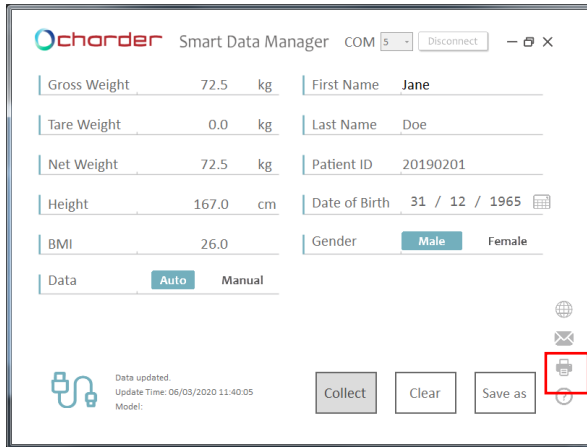 charder Smart Data Manager COM 5 Disconnect
Gross Weight 72.5 kg First Name Jane
Tare Weight 0.0 kg Last Name Doe
Net Weight 72.5 kg Patient ID 20190201
Height 167.0 cm Date of Birth 31 / 12 / 1965
BMI 26.0 Gender Male Female
Data Auto Manual
Data updated.
Update Time: 06/03/2020 11:40:05
Model:
Collect Clear Save as ?